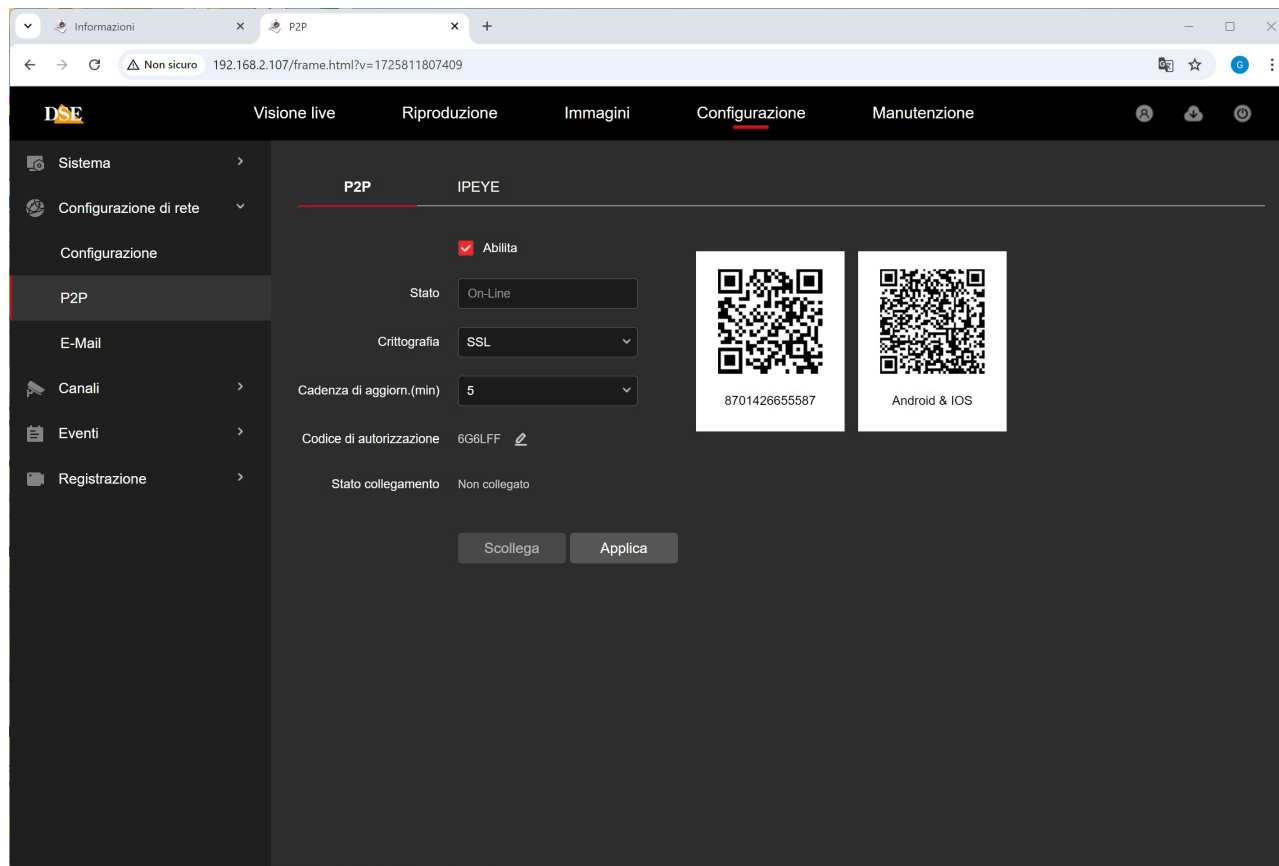 Informazioni
P2P
Non sicuro 192.168.2.107/frame.html?v=1725811807409
G
DSE Visione live Riproduzione Immagini Configurazione Manutenzione
Sistema
Configurazione di rete
Configurazione
P2P
E-Mail
Canali
Eventi
Registrazione
P2P IPEYE
Abilita
Stato On-Line
Crittografia SSL
Cadenza di aggiorn.(min) 5
Codice di autorizzazione 6G6LFF
Stato collegamento Non collegato
Scollega Applica
8701426655587
Android & IOS